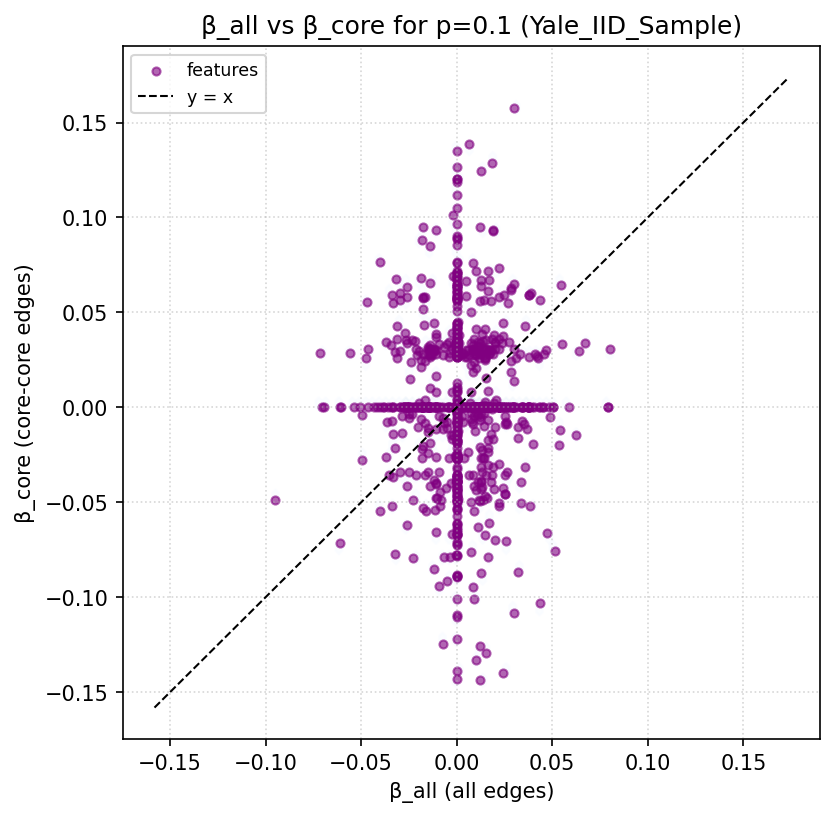 β_all vs β_core for p=0.1 (Yale_IID_Sample)
features
y = x
0.15
0.10
0.05
0.00
−0.05
−0.10
−0.15
β_core (core-core edges)
−0.15 −0.10 −0.05 0.00 0.05 0.10 0.15
β_all (all edges)